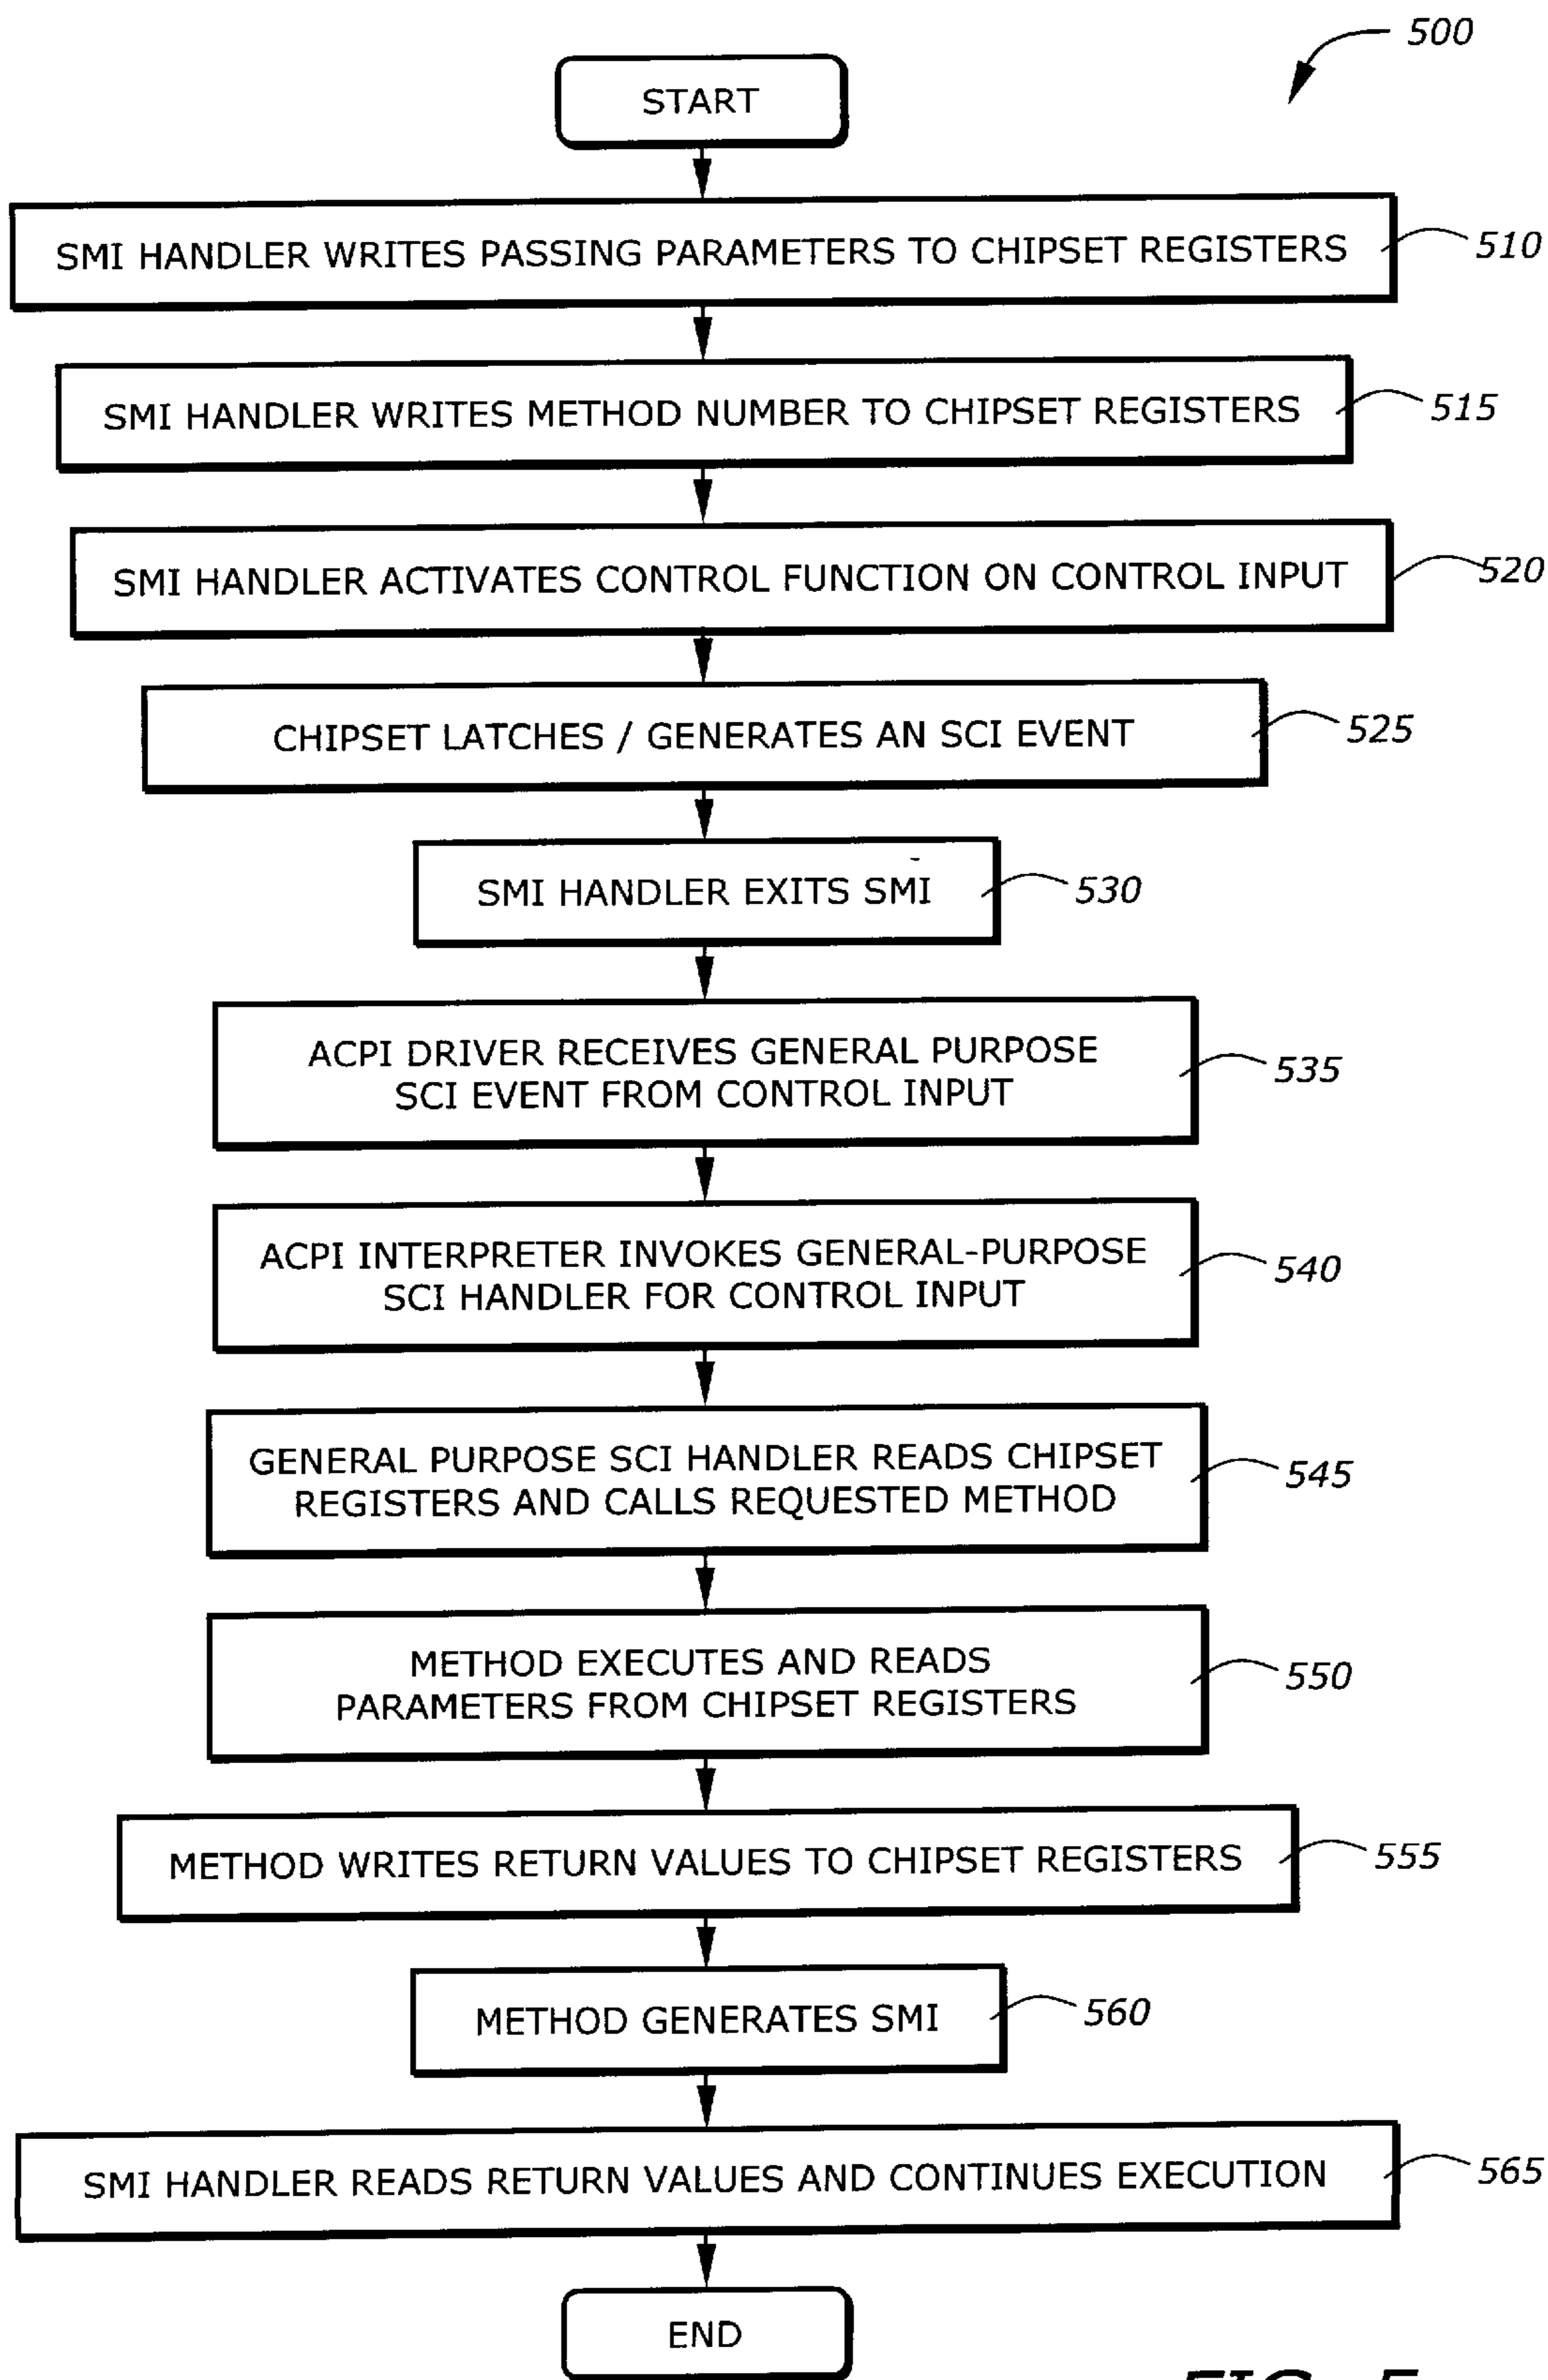 500
START
SMI HANDLER WRITES PASSING PARAMETERS TO CHIPSET REGISTERS
510
SMI HANDLER WRITES METHOD NUMBER TO CHIPSET REGISTERS
515
SMI HANDLER ACTIVATES CONTROL FUNCTION ON CONTROL INPUT
520
CHIPSET LATCHES / GENERATES AN SCI EVENT
525
SMI HANDLER EXITS SMI
530
ACPI DRIVER RECEIVES GENERAL PURPOSE
SCI EVENT FROM CONTROL INPUT
535
ACPI INTERPRETER INVOKES GENERAL-PURPOSE
SCI HANDLER FOR CONTROL INPUT
540
GENERAL PURPOSE SCI HANDLER READS CHIPSET
REGISTERS AND CALLS REQUESTED METHOD
545
METHOD EXECUTES AND READS
PARAMETERS FROM CHIPSET REGISTERS
550
METHOD WRITES RETURN VALUES TO CHIPSET REGISTERS
555
METHOD GENERATES SMI
560
SMI HANDLER READS RETURN VALUES AND CONTINUES EXECUTION
565
END